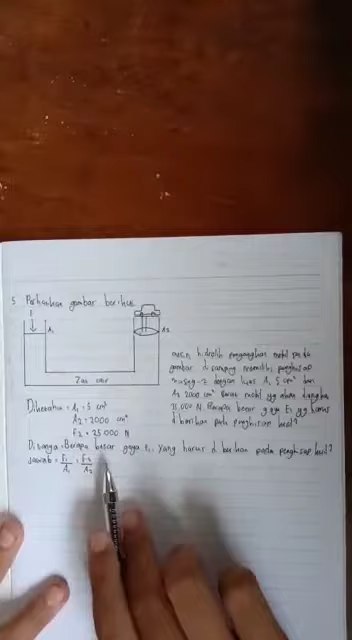 5. Perhatikan gambar berikut
A₁
A₂
Zat cair
mesin hidrolik pengangkat mobil pada
gambar di samping memiliki penghisap
masing-2 dengan luas A₁ 5 cm² dan
A₂ 2000 cm² Berat mobil yg akan diangkat
25.000 N. Berapa besar gaya F₁ yg harus
diberikan pada penghisap kecil?
Diketahui = A₁ = 5 cm²
A₂ = 2000 cm²
F₂ = 25.000 N
Ditanya = Berapa besar gaya F₁, yang harus diberikan pada penghisap kecil?
Jawab = F₁/A₁ = F₂/A₂